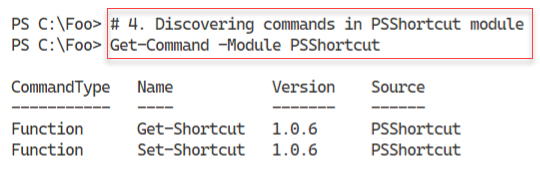 PS C:\Foo> # 4. Discovering commands in PSShortcut module
PS C:\Foo> Get-Command -Module PSShortcut
CommandType Name Version Source
----------- ---- ------- ------
Function Get-Shortcut 1.0.6 PSShortcut
Function Set-Shortcut 1.0.6 PSShortcut